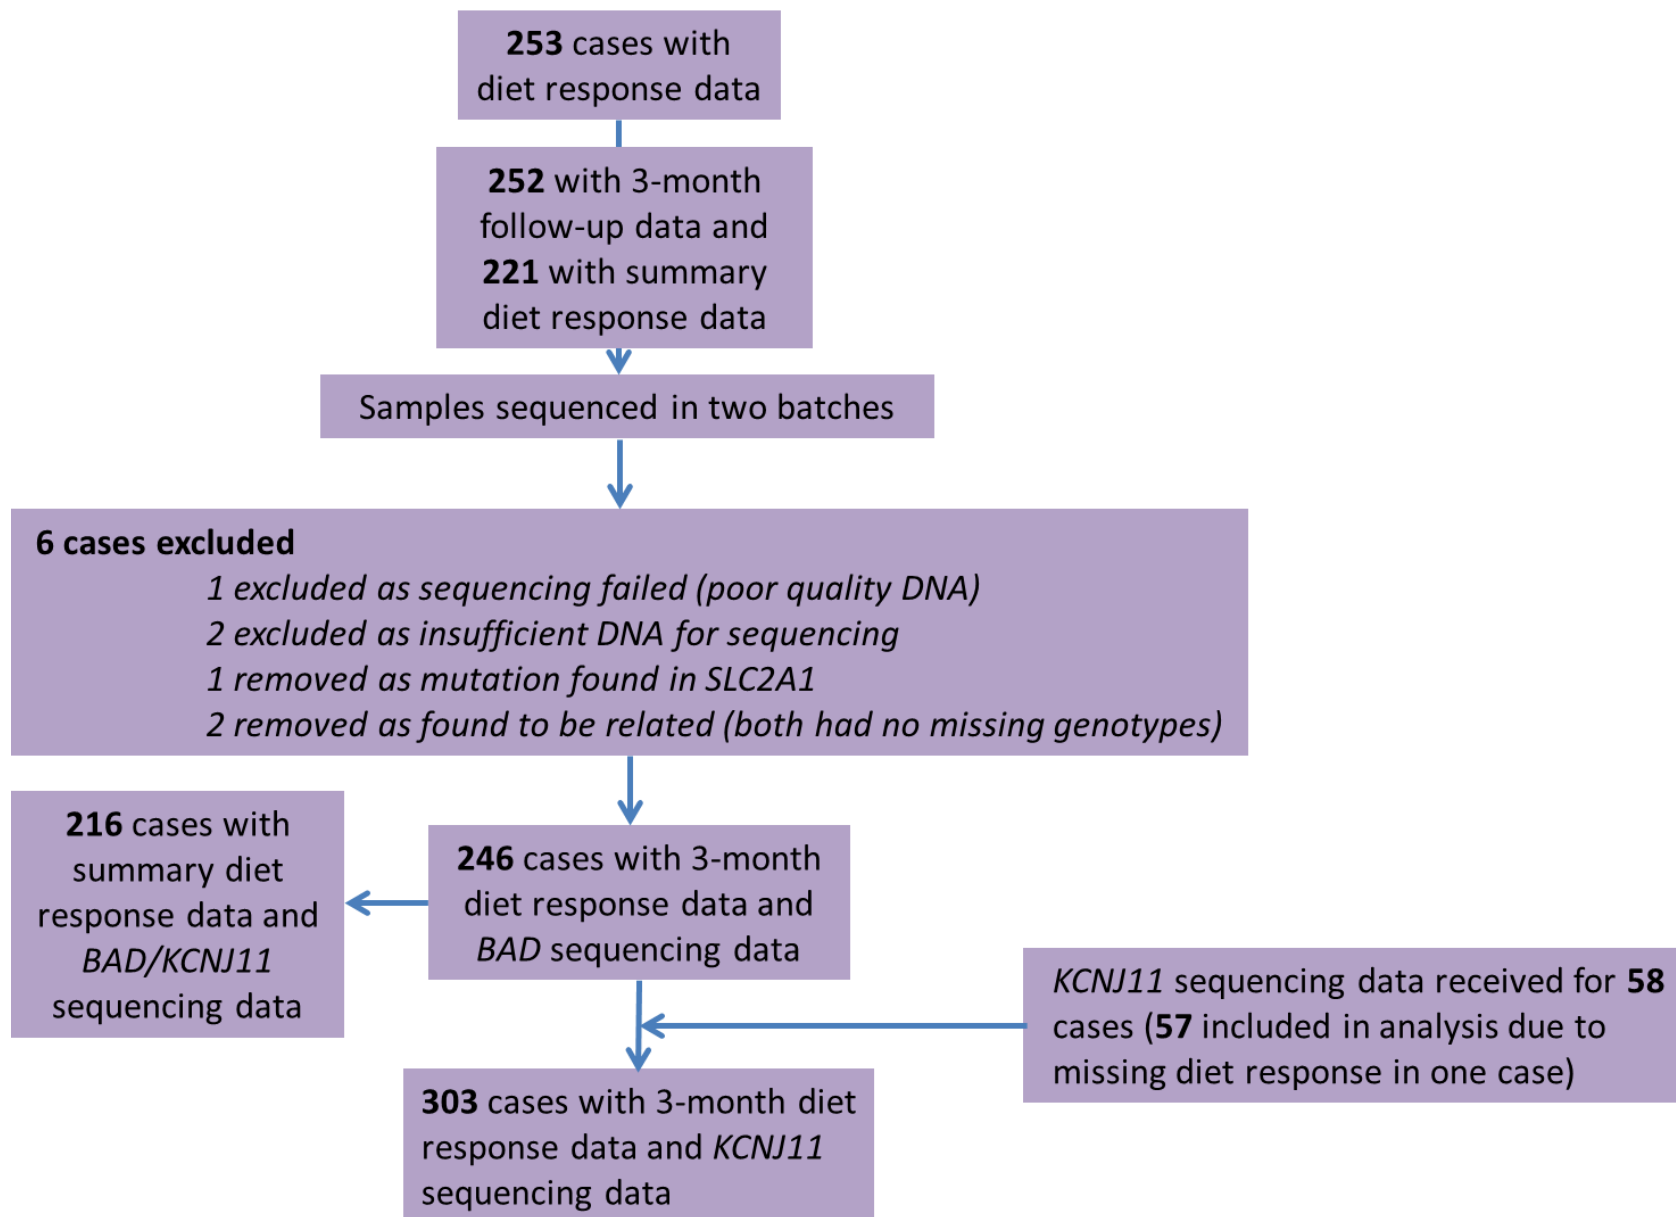 253 cases with
diet response data
252 with 3-month
follow-up data and
221 with summary
diet response data
Samples sequenced in two batches
6 cases excluded
1 excluded as sequencing failed (poor quality DNA)
2 excluded as insufficient DNA for sequencing
1 removed as mutation found in SLC2A1
2 removed as found to be related (both had no missing genotypes)
216 cases with
summary diet
response data and
BAD/KCNJ11
sequencing data
246 cases with 3-month
diet response data and
BAD sequencing data
KCNJ11 sequencing data received for 58
cases (57 included in analysis due to
missing diet response in one case)
303 cases with 3-month diet
response data and KCNJ11
sequencing data